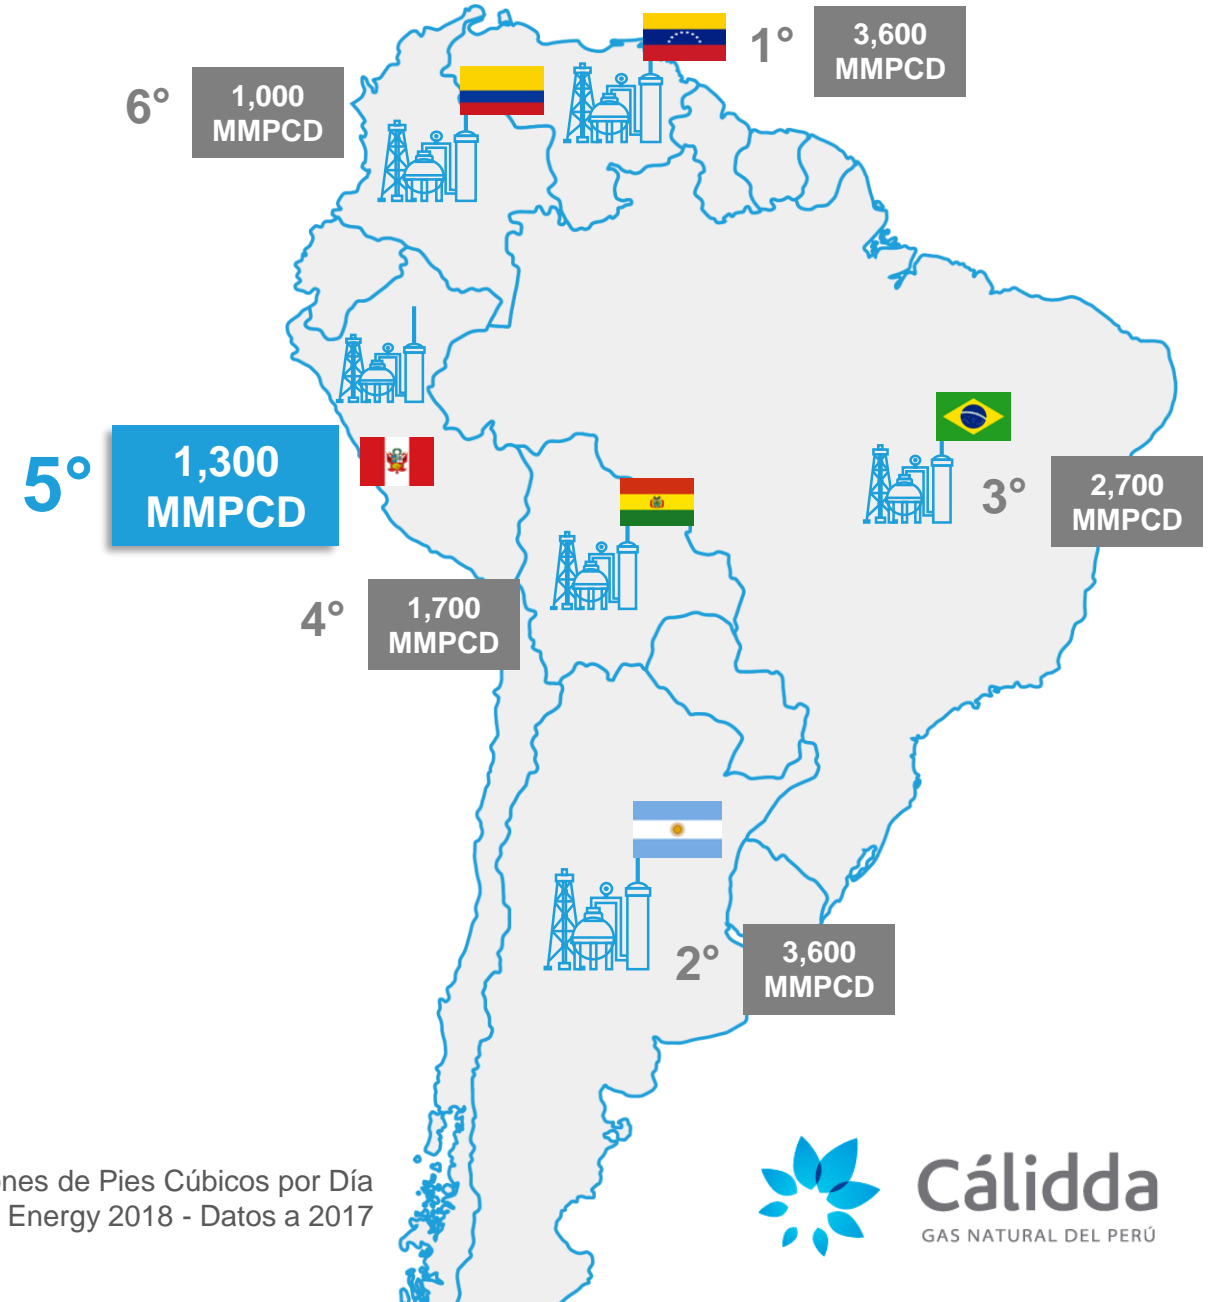 1°
3,600
MMPCD
6°
1,000
MMPCD
5°
1,300
MMPCD
3°
2,700
MMPCD
4°
1,700
MMPCD
2°
3,600
MMPCD
de Pies Cúbicos por Día
Energy 2018 - Datos a 2017
Cálidda
GAS NATURAL DEL PERÚ